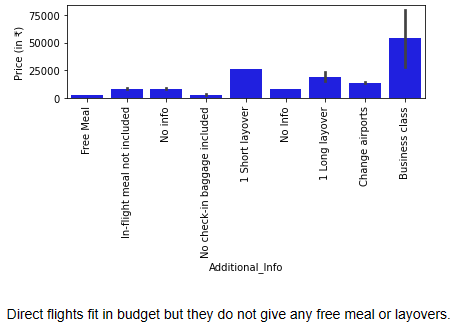 Price (in ₹)
75000
50000
25000
0
Free Meal
In-flight meal not included
No info
No check-in baggage included
1 Short layover
No Info
1 Long layover
Change airports
Business class
Additional_Info
Direct flights fit in budget but they do not give any free meal or layovers.